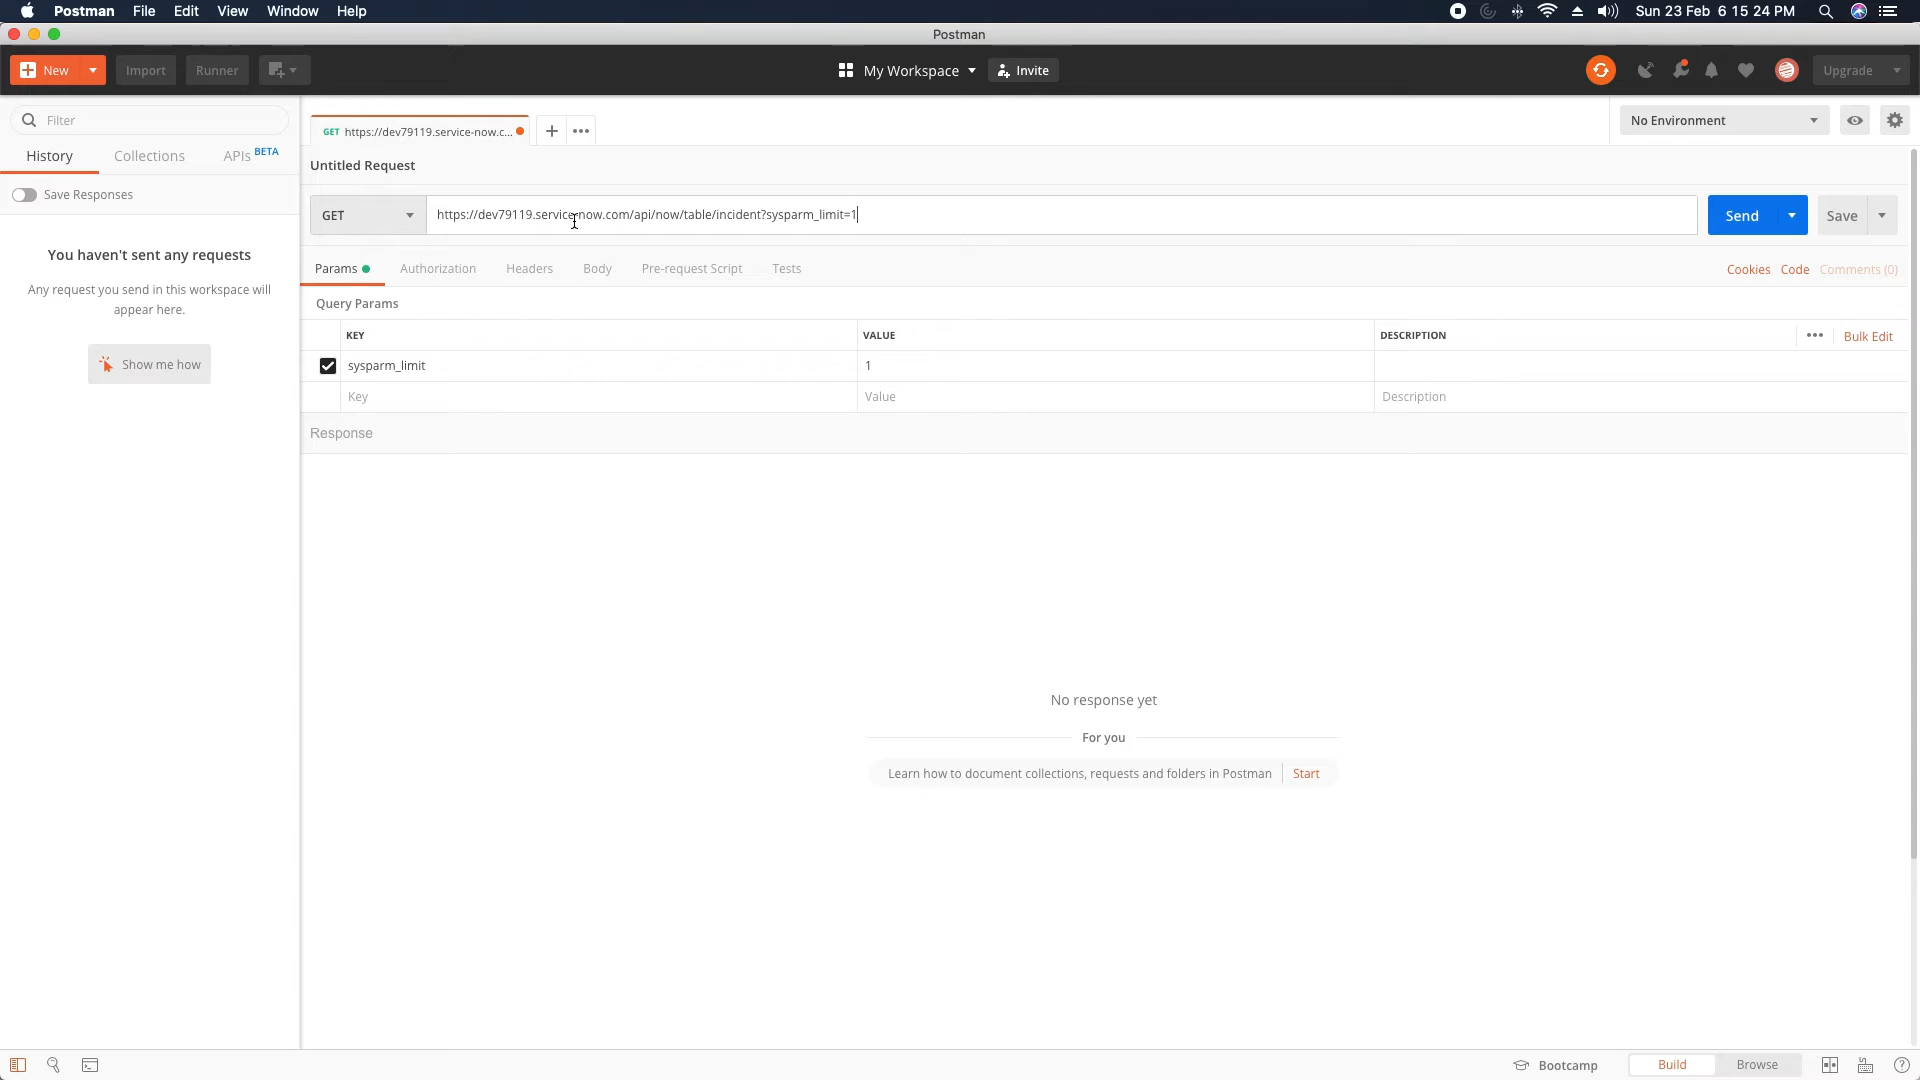 Postman File Edit View Window Help
Sun 23 Feb 6 15 24 PM
Postman
New
Import
Runner
My Workspace
Invite
Upgrade
Filter
History
Collections
APIs BETA
Save Responses
You haven't sent any requests
Any request you send in this workspace will
appear here.
Show me how
GET https://dev79119.service-now.c...
No Environment
Untitled Request
GET
https://dev79119.service-now.com/api/now/table/incident?sysparm_limit=1
Send
Save
Params
Authorization
Headers
Body
Pre-request Script
Tests
Cookies
Code
Comments (0)
Query Params
KEY
VALUE
DESCRIPTION
Bulk Edit
sysparm_limit
1
Key
Value
Description
Response
No response yet
For you
Learn how to document collections, requests and folders in Postman
Start
Bootcamp
Build
Browse